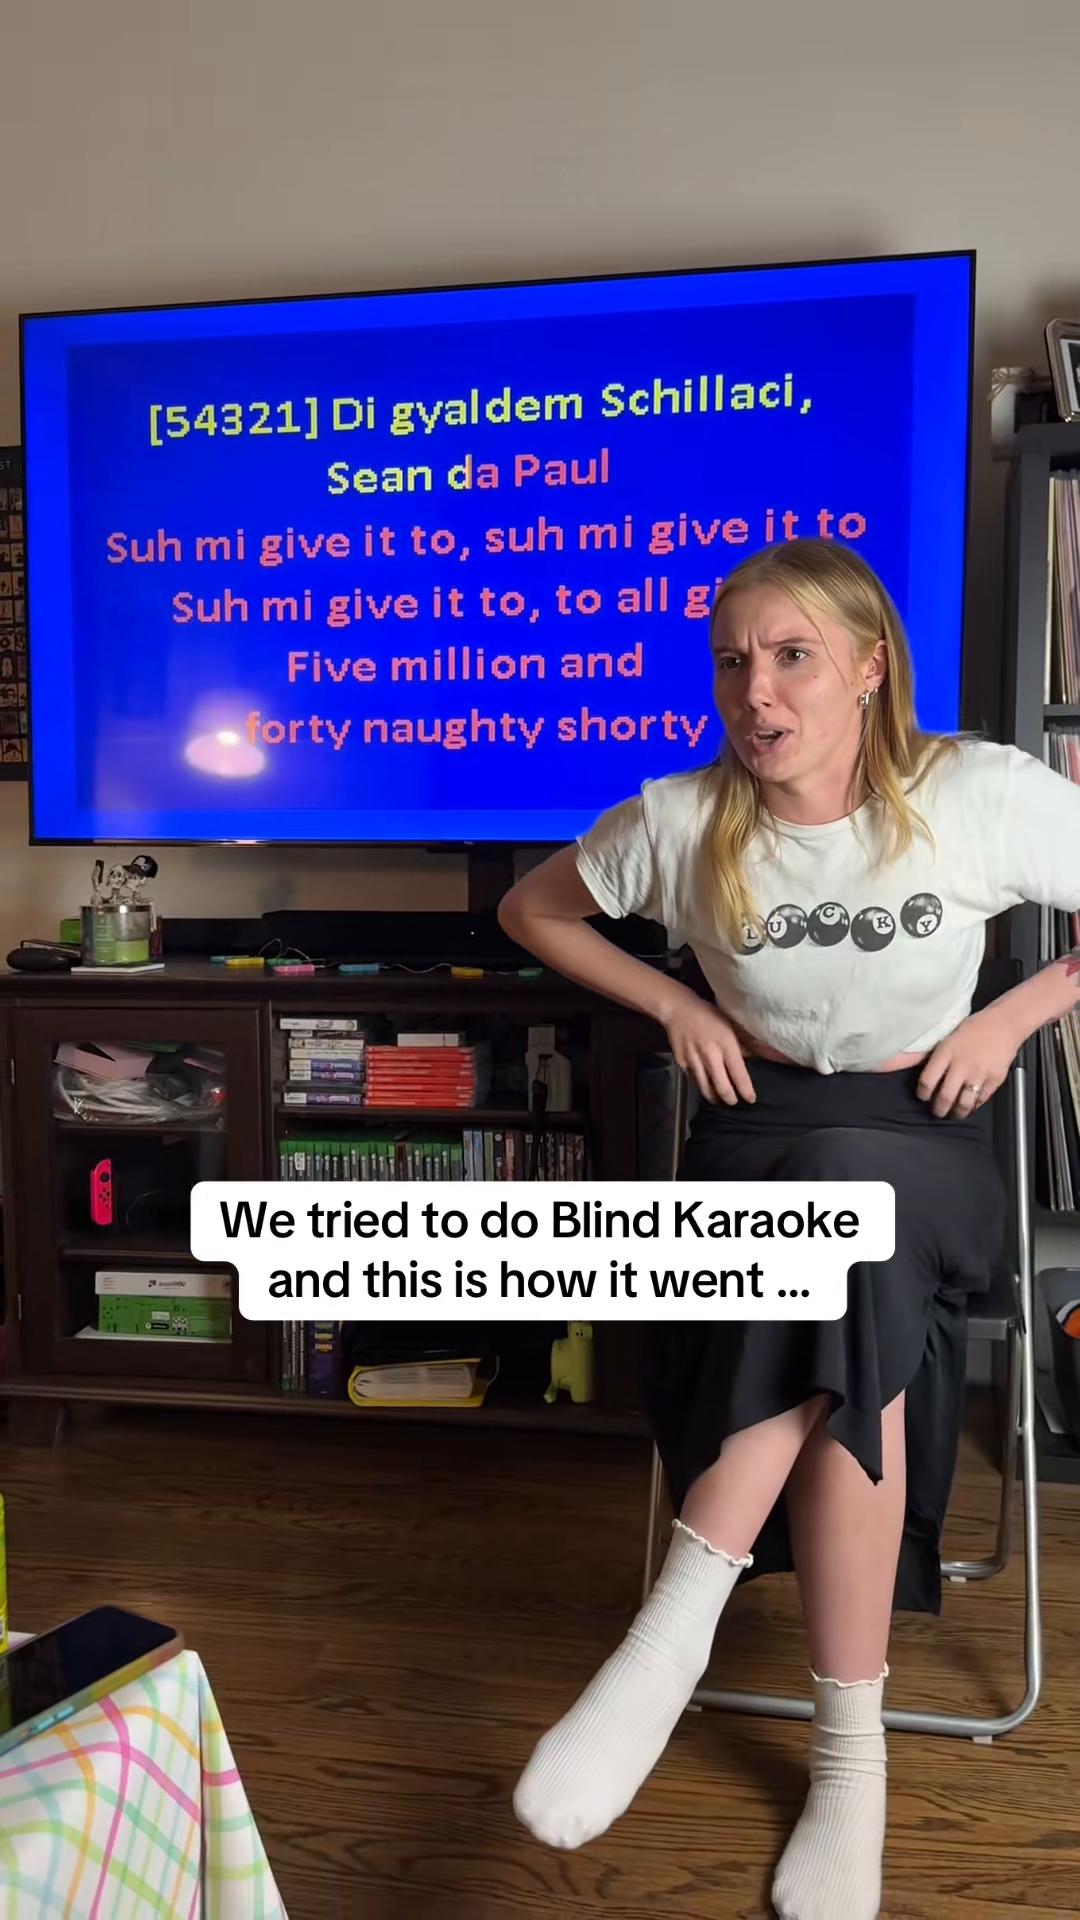 [54321] Di gyaldem Schillaci,
Sean da Paul
Suh mi give it to, suh mi give it to
Suh mi give it to, to all
Five million and
forty naughty shorty
LUCKY
We tried to do Blind Karaoke
and this is how it went ...